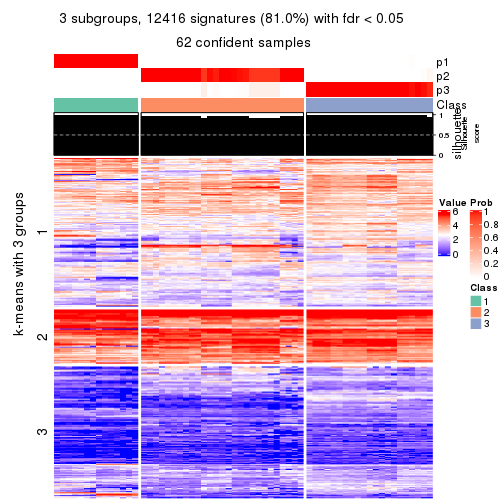 3 subgroups, 12416 signatures (81.0%) with fdr < 0.05
62 confident samples
p1
p2
p3
Class
1
0.5
0
silhouette
Silhouette
score
k-means with 3 groups
1
2
3
Value
6
4
2
0
Prob
1
0.8
0.6
0.4
0.2
0
Class
1
2
3